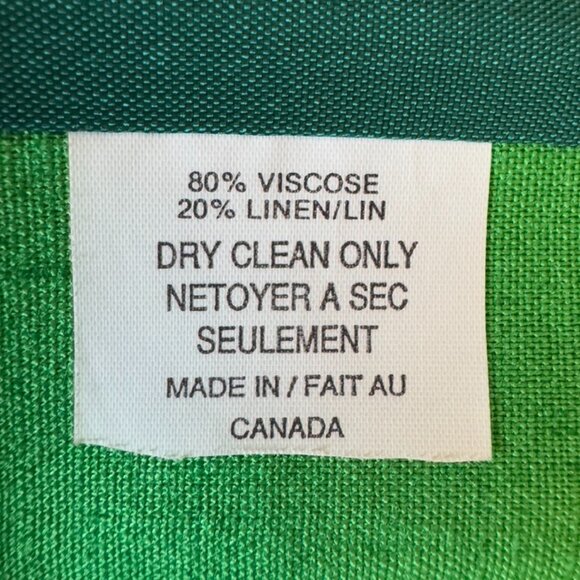 80% VISCOSE
20% LINEN/LIN
DRY CLEAN ONLY
NETOYER A SEC
SEULEMENT
MADE IN / FAIT AU
CANADA